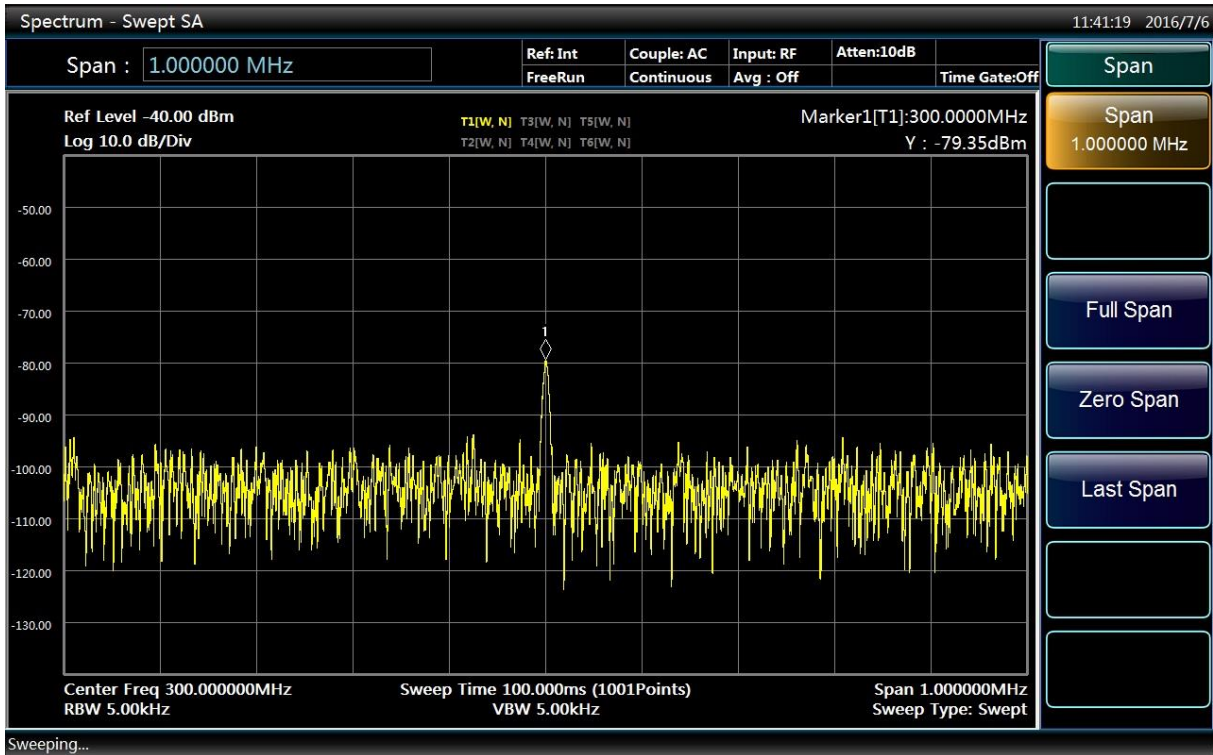 Spectrum - Swept SA
11:41:19 2016/7/6
Span : 1.000000 MHz
Ref: Int
Couple: AC
Input: RF
Atten:10dB
FreeRun
Continuous
Avg : Off
Time Gate:Off
Span
Ref Level -40.00 dBm
Log 10.0 dB/Div
T1[W, N] T3[W, N] T5[W, N]
T2[W, N] T4[W, N] T6[W, N]
Marker1[T1]:300.0000MHz
Y : -79.35dBm
-50.00
-60.00
-70.00
-80.00
-90.00
-100.00
-110.00
-120.00
-130.00
1
Center Freq 300.000000MHz
Sweep Time 100.000ms (1001Points)
Span 1.000000MHz
RBW 5.00kHz
VBW 5.00kHz
Sweep Type: Swept
Span
1.000000 MHz
Full Span
Zero Span
Last Span
Sweeping...